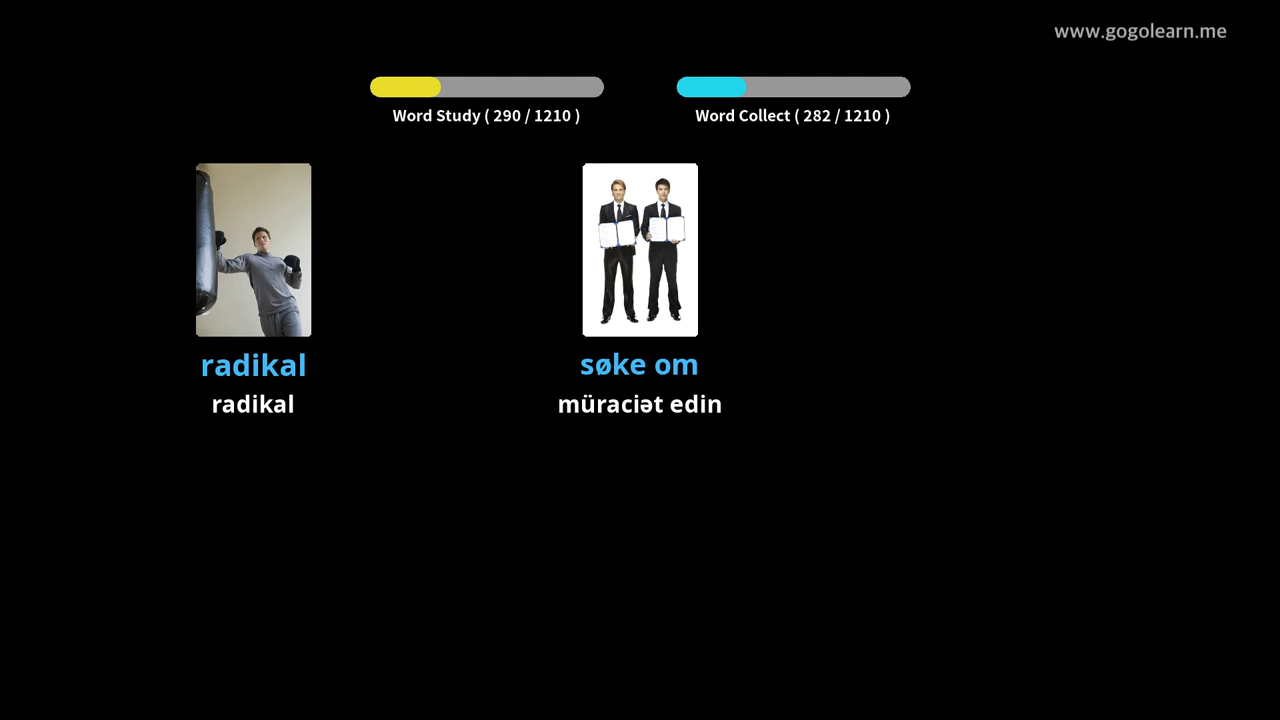 www.gogolearn.me
Word Study ( 290 / 1210 )
Word Collect ( 282 / 1210 )
radikal
radikal
søke om
müraciət edin